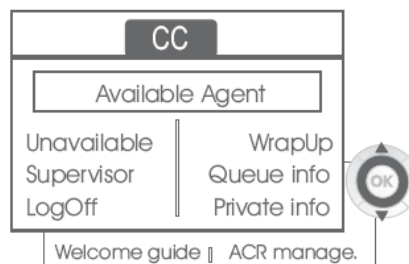 CC
Available Agent
Unavailable WrapUp
Supervisor Queue info
LogOff Private info
OK
Welcome guide ACR manage.